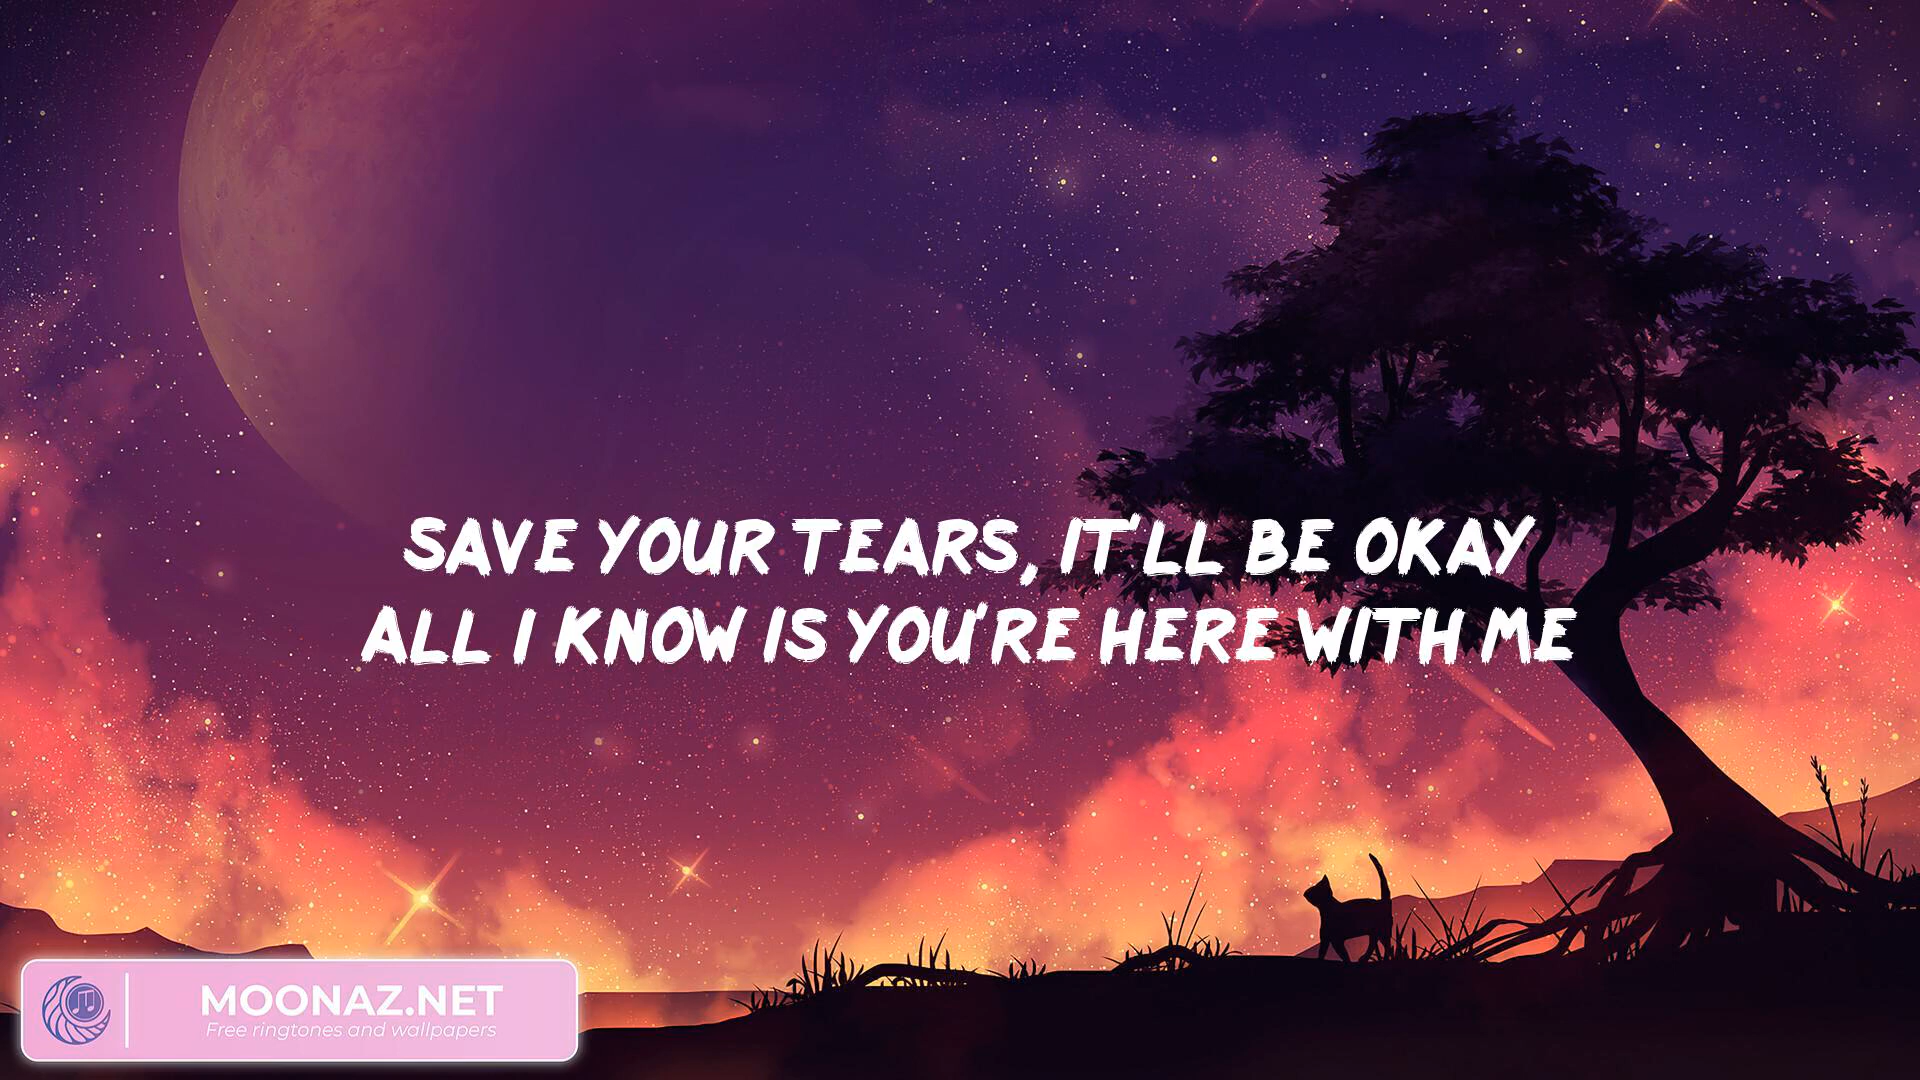 SAVE YOUR TEARS, IT'LL BE OKAY
ALL I KNOW IS YOU'RE HERE WITH ME
MOONAZ.NET
Free ringtones and wallpapers